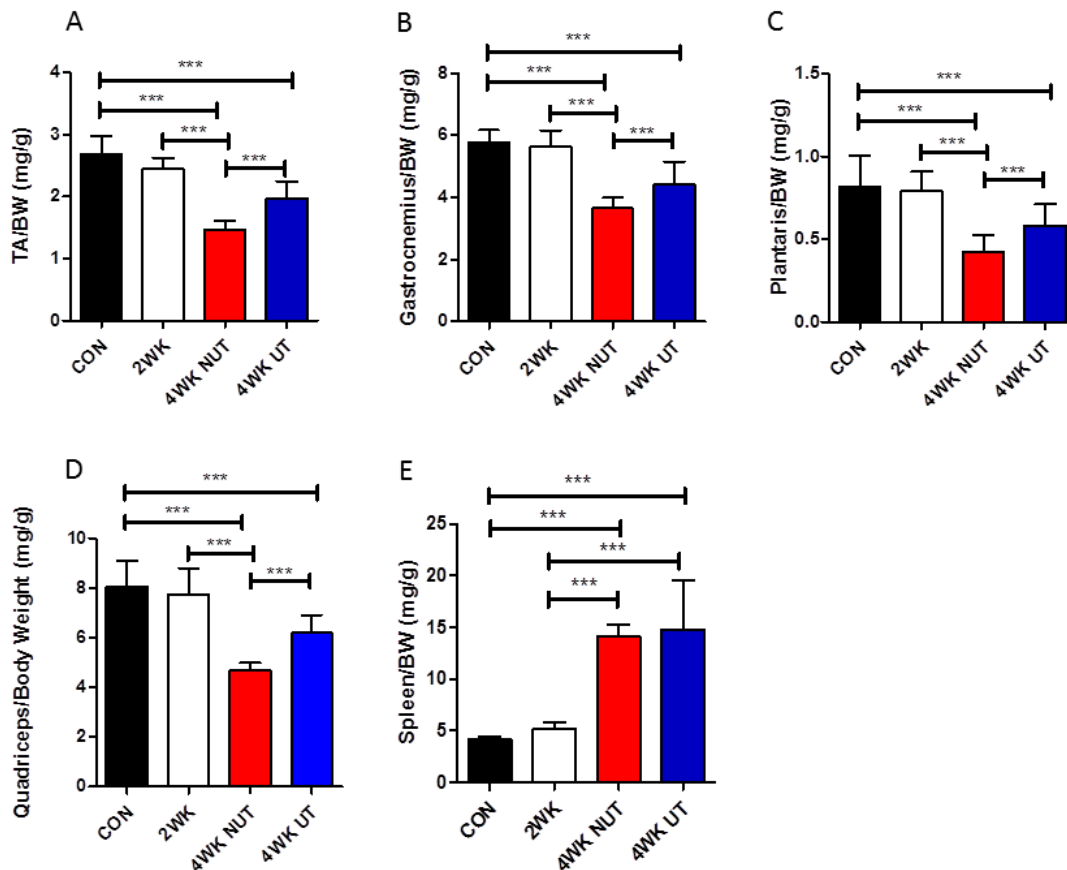 A
***
***
***
***
TA/BW (mg/g)
4
3
2
1
0
CON
2WK
4WK NUT
4WK UT
B
***
***
***
***
Gastrocnemius/BW (mg/g)
8
6
4
2
0
CON
2WK
4WK NUT
4WK UT
C
***
***
***
***
Plantaris/BW (mg/g)
1.5
1.0
0.5
0.0
CON
2WK
4WK NUT
4WK UT
D
***
***
***
***
Quadriceps/Body Weight (mg/g)
10
8
6
4
2
0
CON
2WK
4WK NUT
4WK UT
E
***
***
***
***
Spleen/BW (mg/g)
25
20
15
10
5
0
CON
2WK
4WK NUT
4WK UT